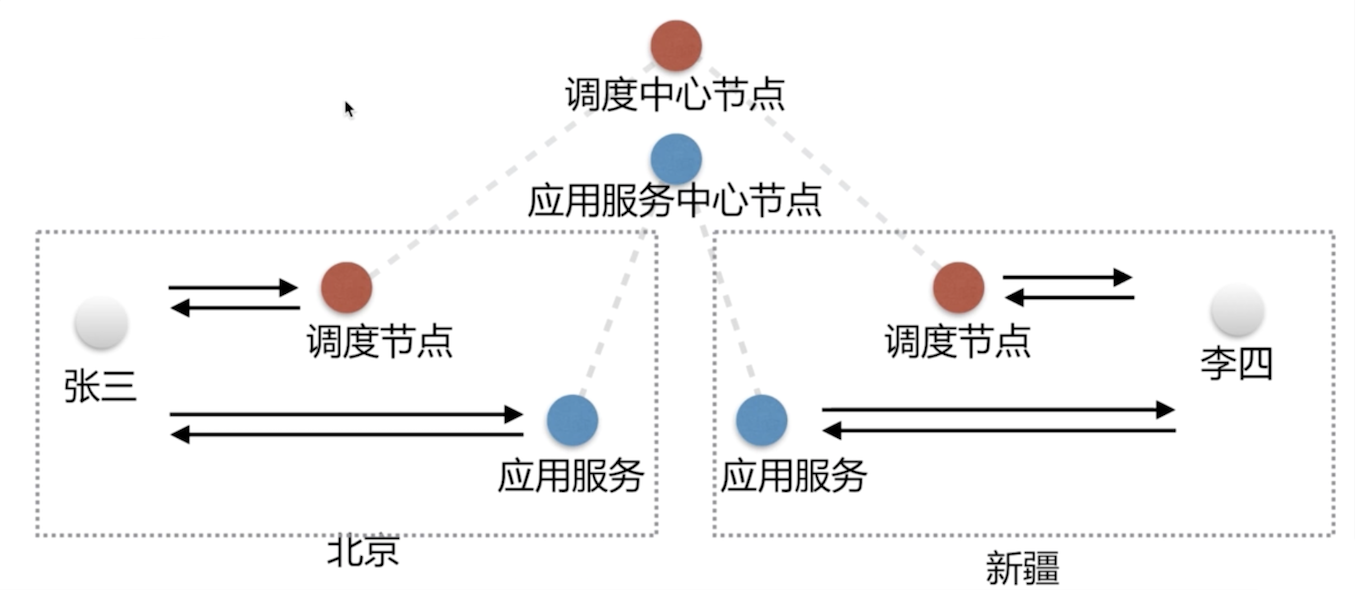 调度中心节点
应用服务中心节点
调度节点
调度节点
张三
李四
应用服务
应用服务
北京
新疆